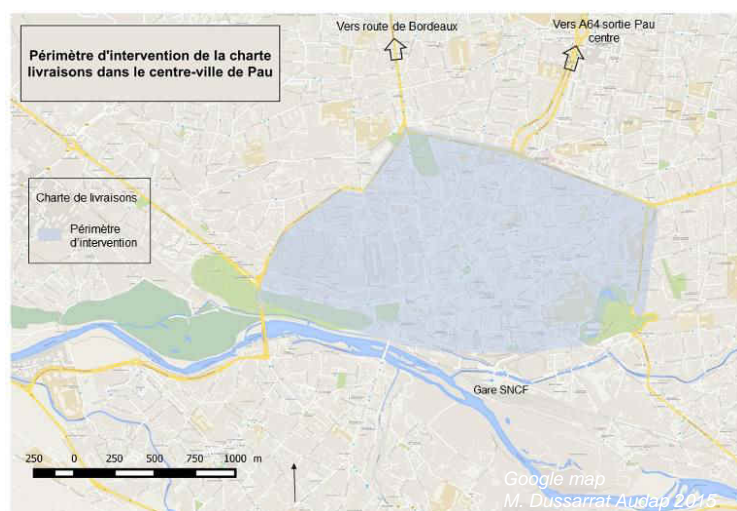 Périmètre d'intervention de la charte
livraisons dans le centre-ville de Pau
Vers route de Bordeaux
Vers A64 sortie Pau
centre
Charte de livraisons
Périmètre
d'intervention
Gare SNCF
250 0 250 500 750 1000 m
Google map
M. Dussarrat Audap 2015